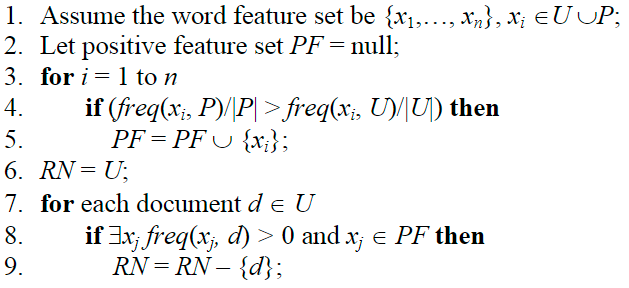 1. Assume the word feature set be {x₁,…, xₙ}, xᵢ ∈ U ∪ P;
2. Let positive feature set PF = null;
3. for i = 1 to n
4. if (freq(xᵢ, P)/|P| > freq(xᵢ, U)/|U|) then
5. PF = PF ∪ {xᵢ};
6. RN = U;
7. for each document d ∈ U
8. if ∃xⱼ freq(xⱼ, d) > 0 and xⱼ ∈ PF then
9. RN = RN – {d};